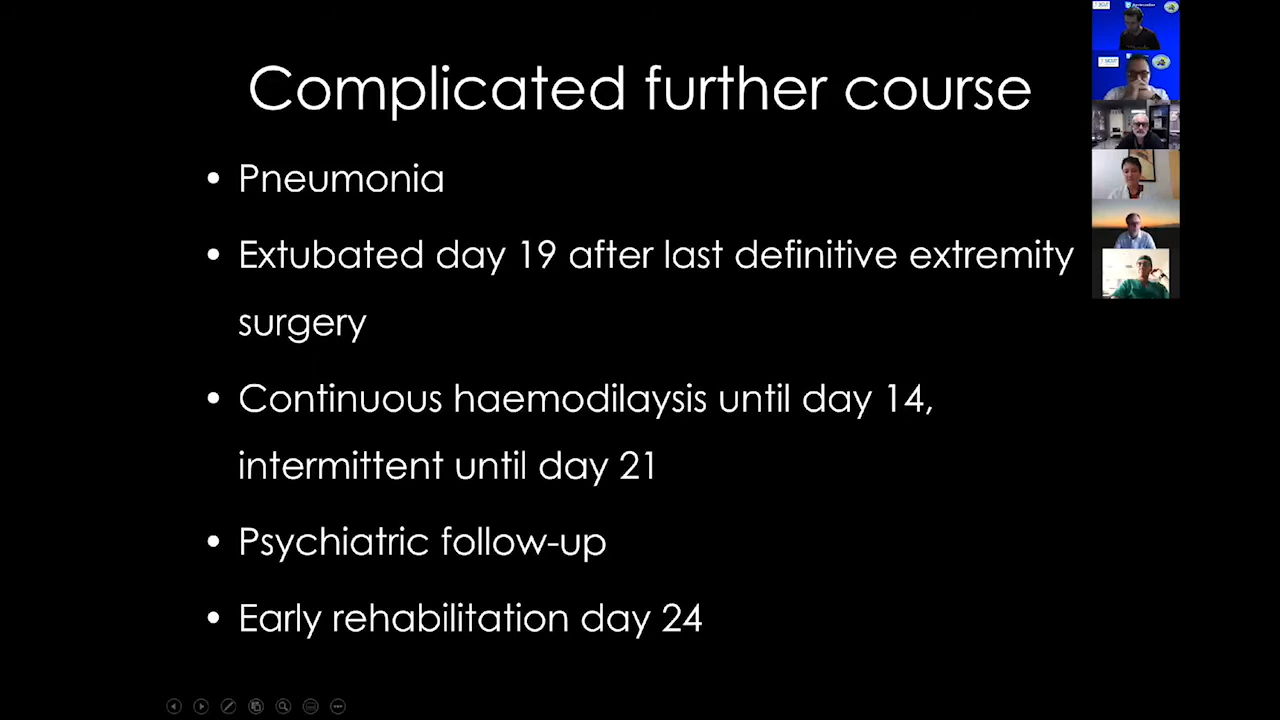 Complicated further course
• Pneumonia
• Extubated day 19 after last definitive extremity
surgery
• Continuous haemodilaysis until day 14,
intermittent until day 21
• Psychiatric follow-up
• Early rehabilitation day 24